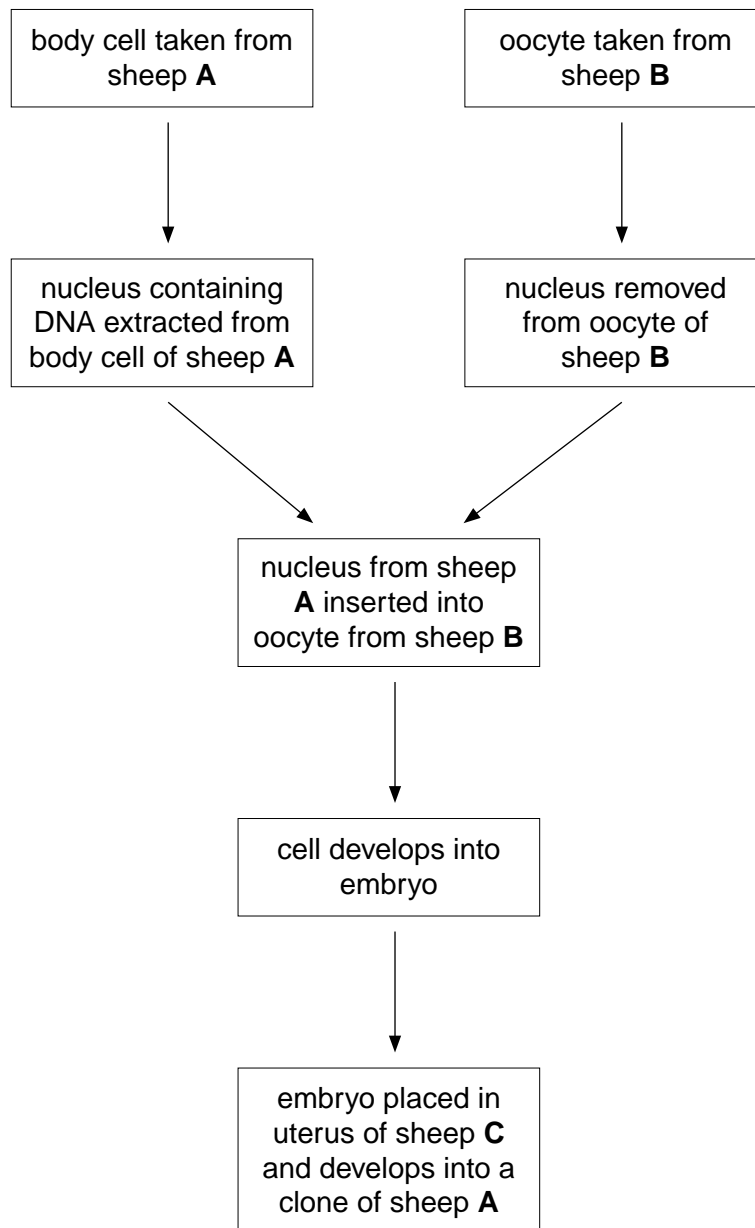 body cell taken from
sheep A
oocyte taken from
sheep B
nucleus containing
DNA extracted from
body cell of sheep A
nucleus removed
from oocyte of
sheep B
nucleus from sheep
A inserted into
oocyte from sheep B
cell develops into
embryo
embryo placed in
uterus of sheep C
and develops into a
clone of sheep A